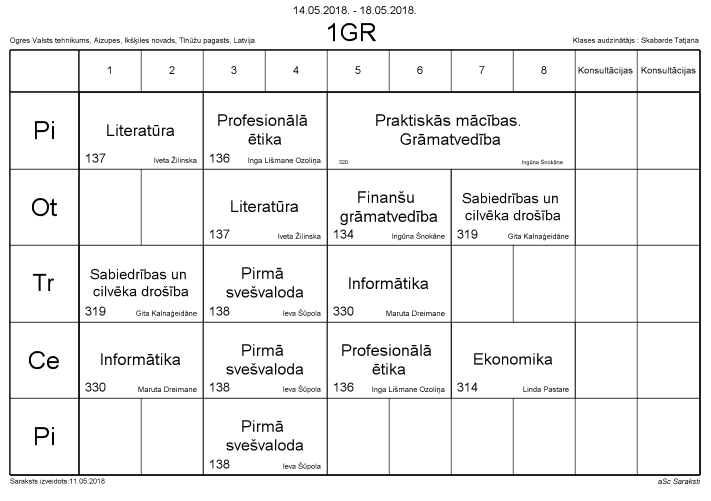 14.05.2018. - 18.05.2018.
1GR
Ogres Valsts tehnikums, Aizupes, Ikšķiles novads, Tīnūžu pagasts, Latvija
Klases audzinātājs : Skabarde Tatjana
1 2 3 4 5 6 7 8 Konsultācijas Konsultācijas
Pi
Literatūra
137 Iveta Žilinska
Profesionālā
ētika
136 Inga Lišmane Ozoliņa
Praktiskās mācības.
Grāmatvedība
320 Ingūna Šnokāne
Ot
Literatūra
137 Iveta Žilinska
Finanšu
grāmatvedība
134 Ingūna Šnokāne
Sabiedrības un
cilvēka drošība
319 Gita Kalnaģeidāne
Tr
Sabiedrības un
cilvēka drošība
319 Gita Kalnaģeidāne
Pirmā
svešvaloda
138 Ieva Šūpola
Informātika
330 Maruta Dreimane
Ce
Informātika
330 Maruta Dreimane
Pirmā
svešvaloda
138 Ieva Šūpola
Profesionālā
ētika
136 Inga Lišmane Ozoliņa
Ekonomika
314 Linda Pastare
Pi
Pirmā
svešvaloda
138 Ieva Šūpola
Saraksts izveidots:11.05.2018
aSc Saraksti